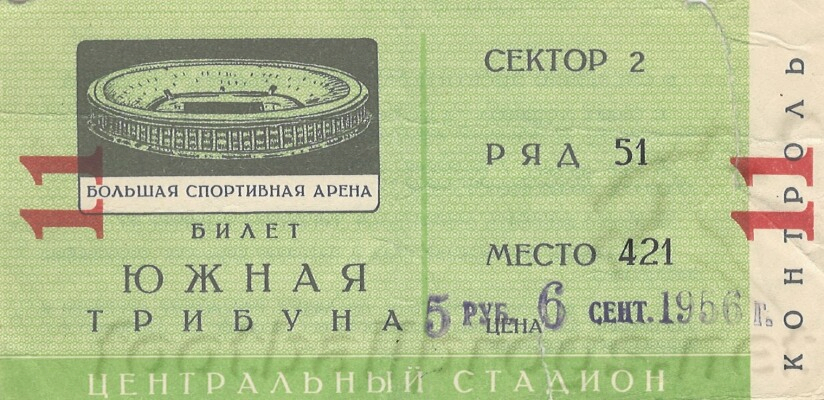 11
БОЛЬШАЯ СПОРТИВНАЯ АРЕНА
БИЛЕТ
ЮЖНАЯ
ТРИБУНА
СЕКТОР 2
РЯД 51
МЕСТО 421
ЦЕНА
5 РУБ. 6 СЕНТ. 1956 Г.
ЦЕНТРАЛЬНЫЙ СТАДИОН
11
КОНТРОЛЬ